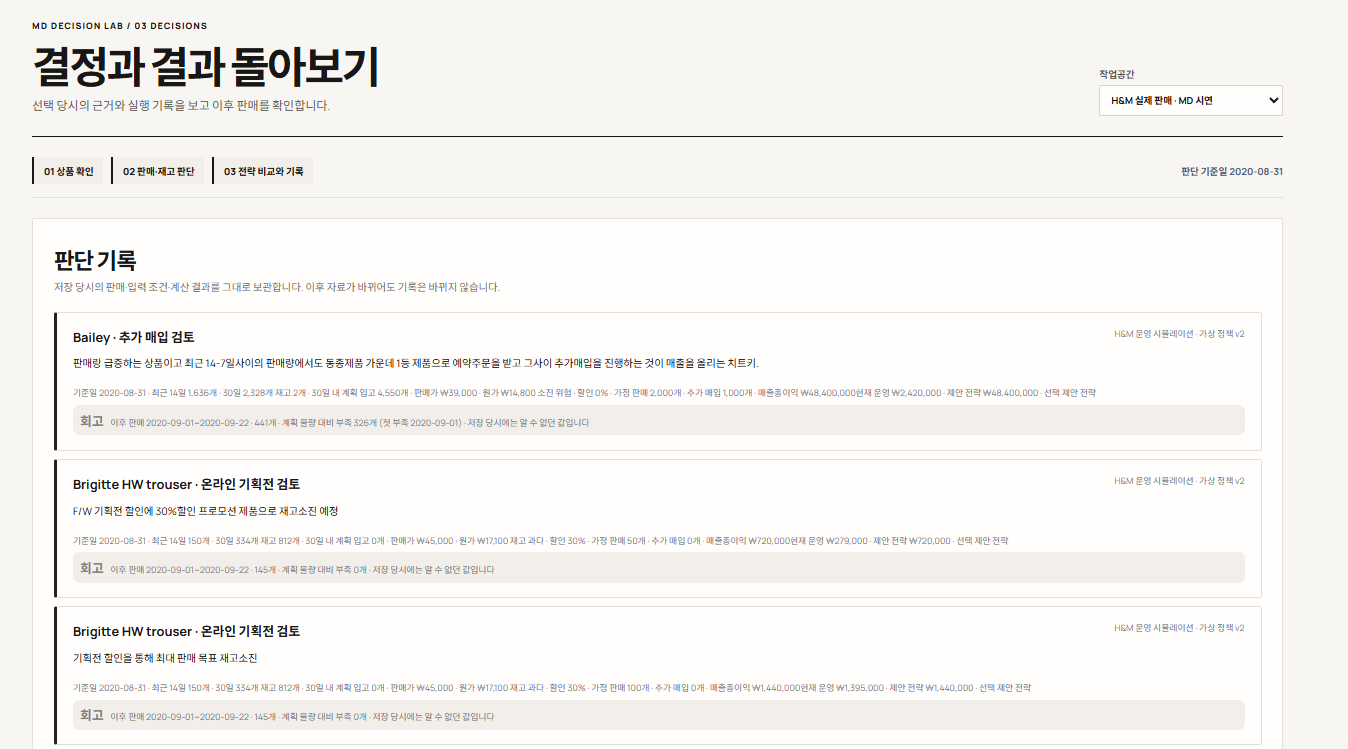 MD DECISION LAB / 03 DECISIONS
결정과 결과 돌아보기
선택 당시의 근거와 실행 기록을 보고 이후 판매를 확인합니다.
작업공간
H&M 실제 판매 · MD 시연
01 상품 확인
02 판매·재고 판단
03 전략 비교와 기록
판단 기준일 2020-08-31
판단 기록
저장 당시의 판매·입력 조건·계산 결과를 그대로 보관합니다. 이후 자료가 바뀌어도 기록은 바뀌지 않습니다.
Bailey · 추가 매입 검토
H&M 운영 시뮬레이션 · 가상 정책 v2
판매랑 급증하는 상품이고 최근 14-7일사이의 판매량에서도 동종제품 가운데 1등 제품으로 예약주문을 받고 그사이 추가매입을 진행하는 것이 매출을 올리는 치트키.
기준일 2020-08-31 · 최근 14일 1,636개 · 30일 2,328개 재고 2개 · 30일 내 계획 입고 4,550개 · 판매가 ₩39,000 · 원가 ₩14,800 소진 위험 · 할인 0% · 가정 판매 2,000개 · 추가 매입 1,000개 · 매출총이익 ₩48,400,000현재 운영 ₩2,420,000 · 제안 전략 ₩48,400,000 · 선택 제안 전략
회고 이후 판매 2020-09-01~2020-09-22 · 441개 · 계획 물량 대비 부족 326개 (첫 부족 2020-09-01) · 저장 당시에는 알 수 없던 값입니다
Brigitte HW trouser · 온라인 기획전 검토
H&M 운영 시뮬레이션 · 가상 정책 v2
F/W 기획전 할인에 30%할인 프로모션 제품으로 재고소진 예정
기준일 2020-08-31 · 최근 14일 150개 · 30일 334개 재고 812개 · 30일 내 계획 입고 0개 · 판매가 ₩45,000 · 원가 ₩17,100 재고 과다 · 할인 30% · 가정 판매 50개 · 추가 매입 0개 · 매출총이익 ₩720,000현재 운영 ₩279,000 · 제안 전략 ₩720,000 · 선택 제안 전략
회고 이후 판매 2020-09-01~2020-09-22 · 145개 · 계획 물량 대비 부족 0개 · 저장 당시에는 알 수 없던 값입니다
Brigitte HW trouser · 온라인 기획전 검토
H&M 운영 시뮬레이션 · 가상 정책 v2
기획전 할인을 통해 최대 판매 목표 재고소진
기준일 2020-08-31 · 최근 14일 150개 · 30일 334개 재고 812개 · 30일 내 계획 입고 0개 · 판매가 ₩45,000 · 원가 ₩17,100 재고 과다 · 할인 30% · 가정 판매 100개 · 추가 매입 0개 · 매출총이익 ₩1,440,000현재 운영 ₩1,395,000 · 제안 전략 ₩1,440,000 · 선택 제안 전략
회고 이후 판매 2020-09-01~2020-09-22 · 145개 · 계획 물량 대비 부족 0개 · 저장 당시에는 알 수 없던 값입니다